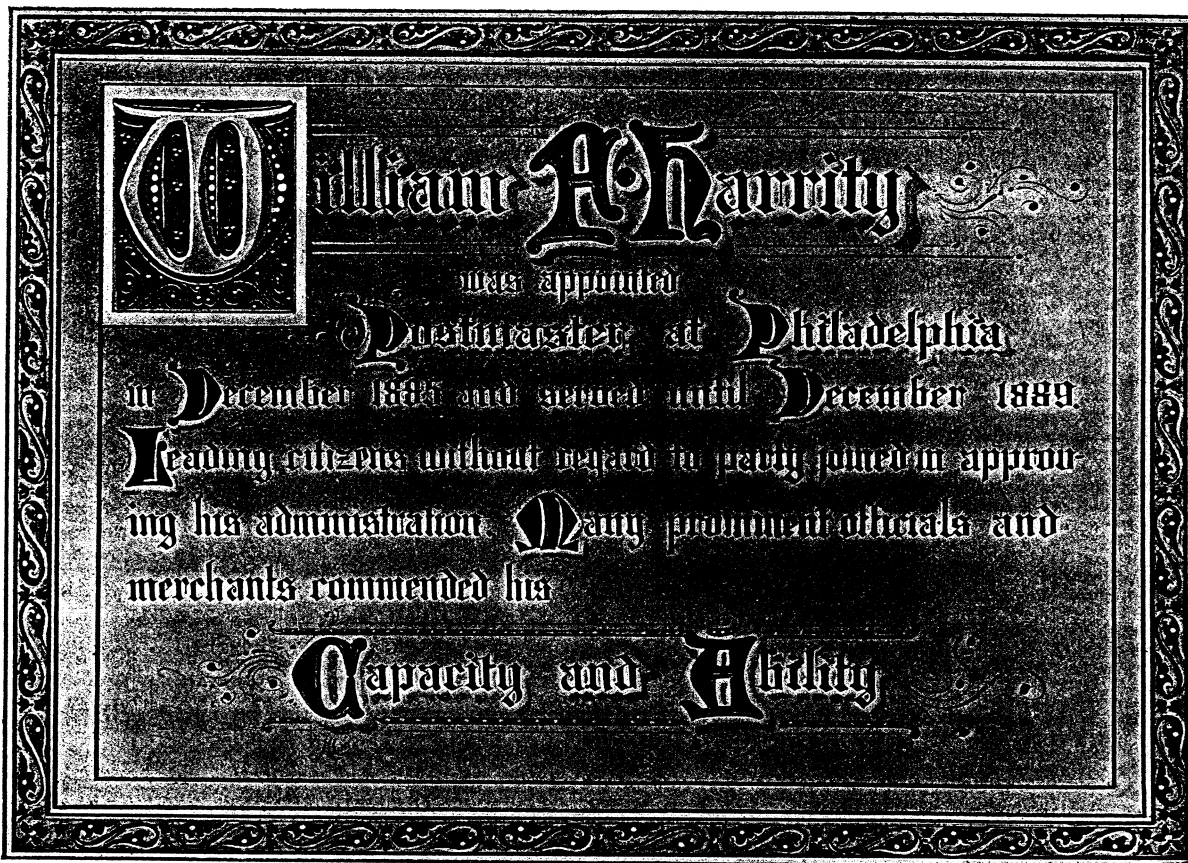 William F. Harrity
was appointed
Postmaster at Philadelphia
in December 1885 and served until December 1889.
Leading citizens without regard to party joined in approv-
ing his administration Many prominent officials and
merchants commended his
Capacity and Ability